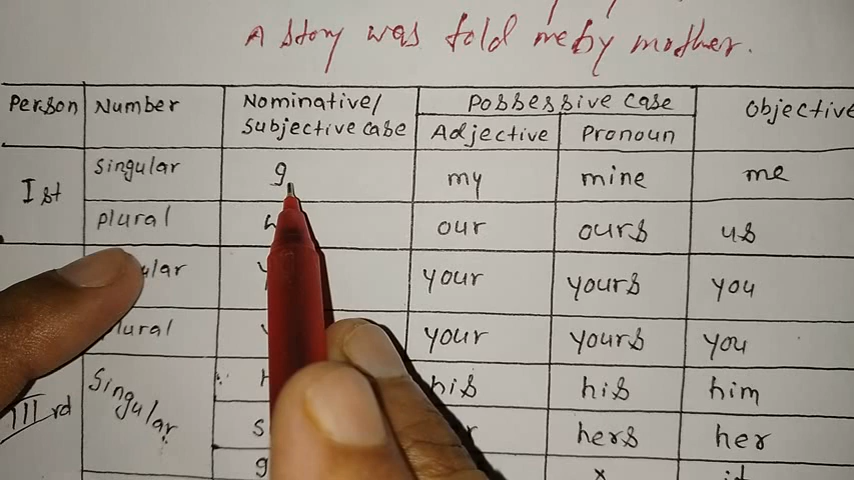 A story was told me by mother.
Person Number Nominative/ Subjective case Possessive case Objective
Adjective Pronoun
Ist Singular I my mine me
plural our ours us
your yours you
your yours you
IIIrd Singular his his him
hers her
x it